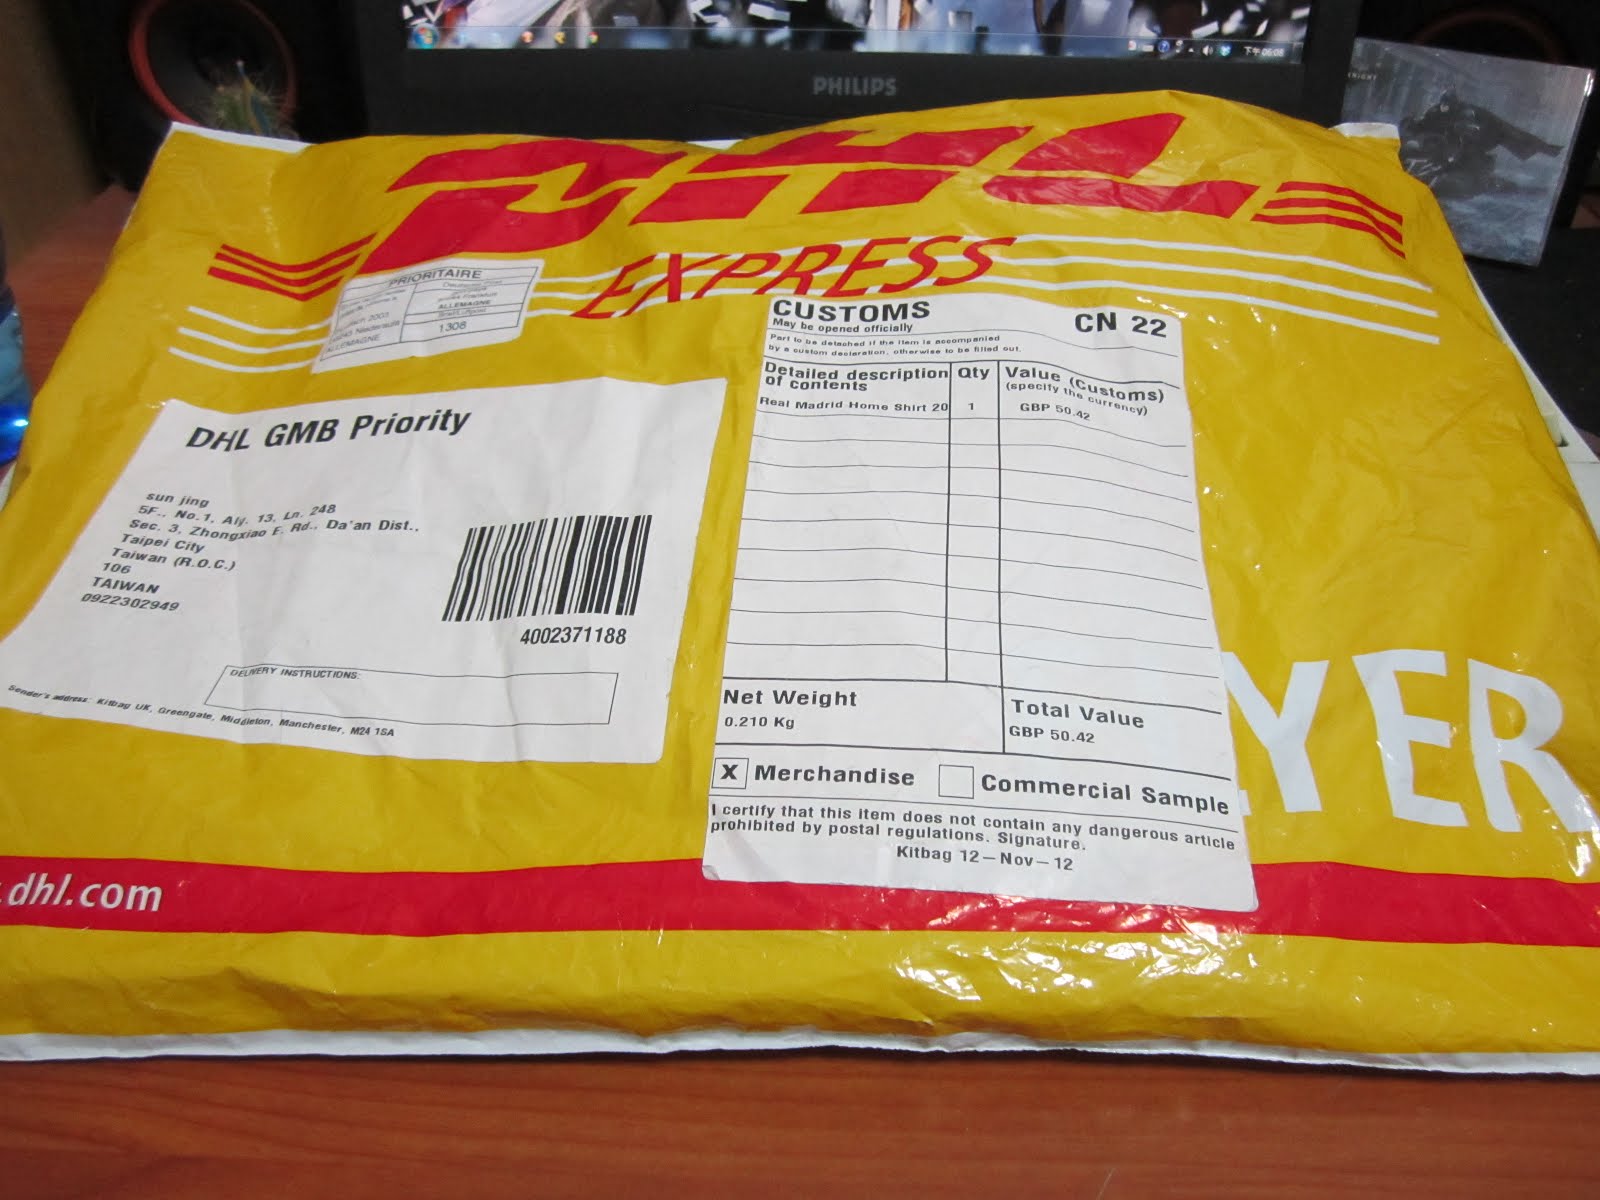 下午 06:08
PHILIPS
KNIGHT
DHL
EXPRESS
PRIORITAIRE
ALLEMAGNE
1308
ALLEMAGNE
DHL GMB Priority
sun jing
5F., No.1, Aly. 13, Ln. 248
Sec. 3, Zhongxiao E. Rd., Da'an Dist.,
Taipei City
Taiwan (R.O.C.)
106
TAIWAN
0922302949
4002371188
DELIVERY INSTRUCTIONS:
Sender's address: Kitbag UK, Greengate, Middleton, Manchester, M24 1SA
CUSTOMS CN 22
May be opened officially
Part to be detached if the item is accompanied
by a custom declaration, otherwise to be filled out.
Detailed description of contents Qty Value (Customs) (specify the currency)
Real Madrid Home Shirt 20 1 GBP 50.42
Net Weight
0.210 Kg
Total Value
GBP 50.42
X Merchandise Commercial Sample
I certify that this item does not contain any dangerous article
prohibited by postal regulations. Signature.
Kitbag 12-Nov-12
YER
.dhl.com